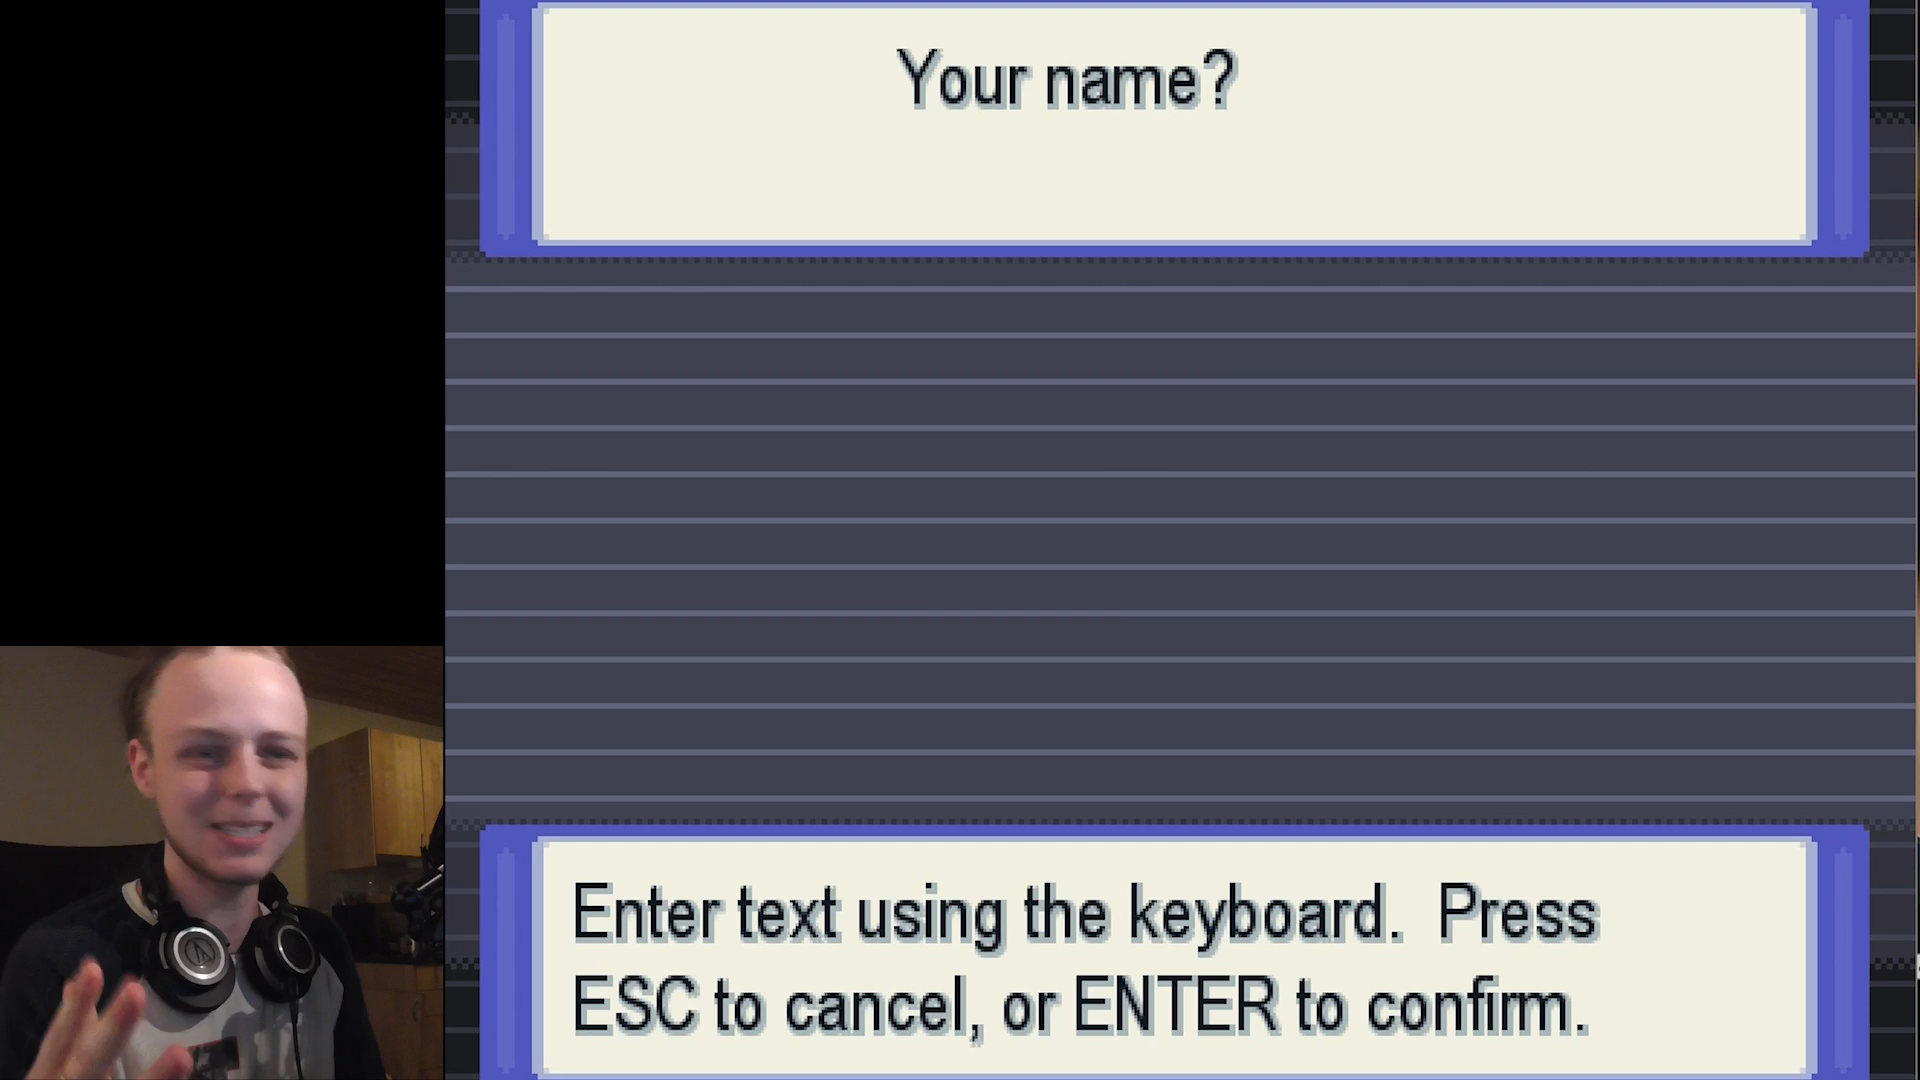 Your name?
Enter text using the keyboard. Press
ESC to cancel, or ENTER to confirm.